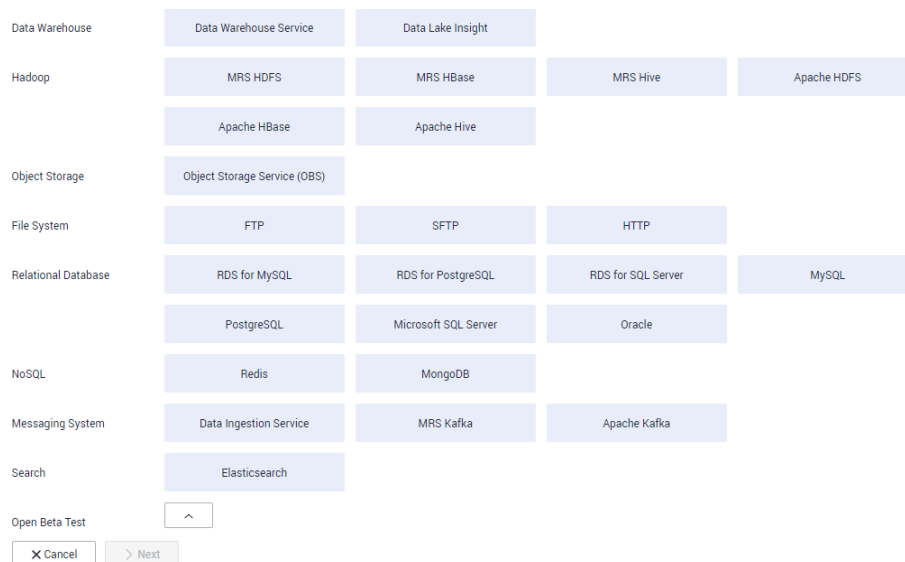 Data Warehouse Data Warehouse Service Data Lake Insight
Hadoop MRS HDFS MRS HBase MRS Hive Apache HDFS
Apache HBase Apache Hive
Object Storage Object Storage Service (OBS)
File System FTP SFTP HTTP
Relational Database RDS for MySQL RDS for PostgreSQL RDS for SQL Server MySQL
PostgreSQL Microsoft SQL Server Oracle
NoSQL Redis MongoDB
Messaging System Data Ingestion Service MRS Kafka Apache Kafka
Search Elasticsearch
Open Beta Test
Cancel Next